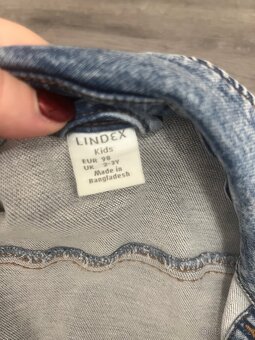 LINDEX
Kids
EUR 98
UK 2-3Y
Made in
Bangladesh